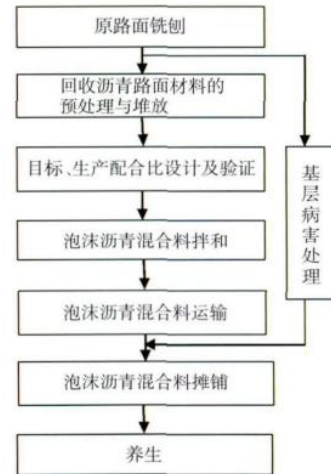 原路面铣刨
回收沥青路面材料的
预处理与堆放
目标、生产配合比设计及验证
基层病害处理
泡沫沥青混合料拌和
泡沫沥青混合料运输
泡沫沥青混合料摊铺
养生